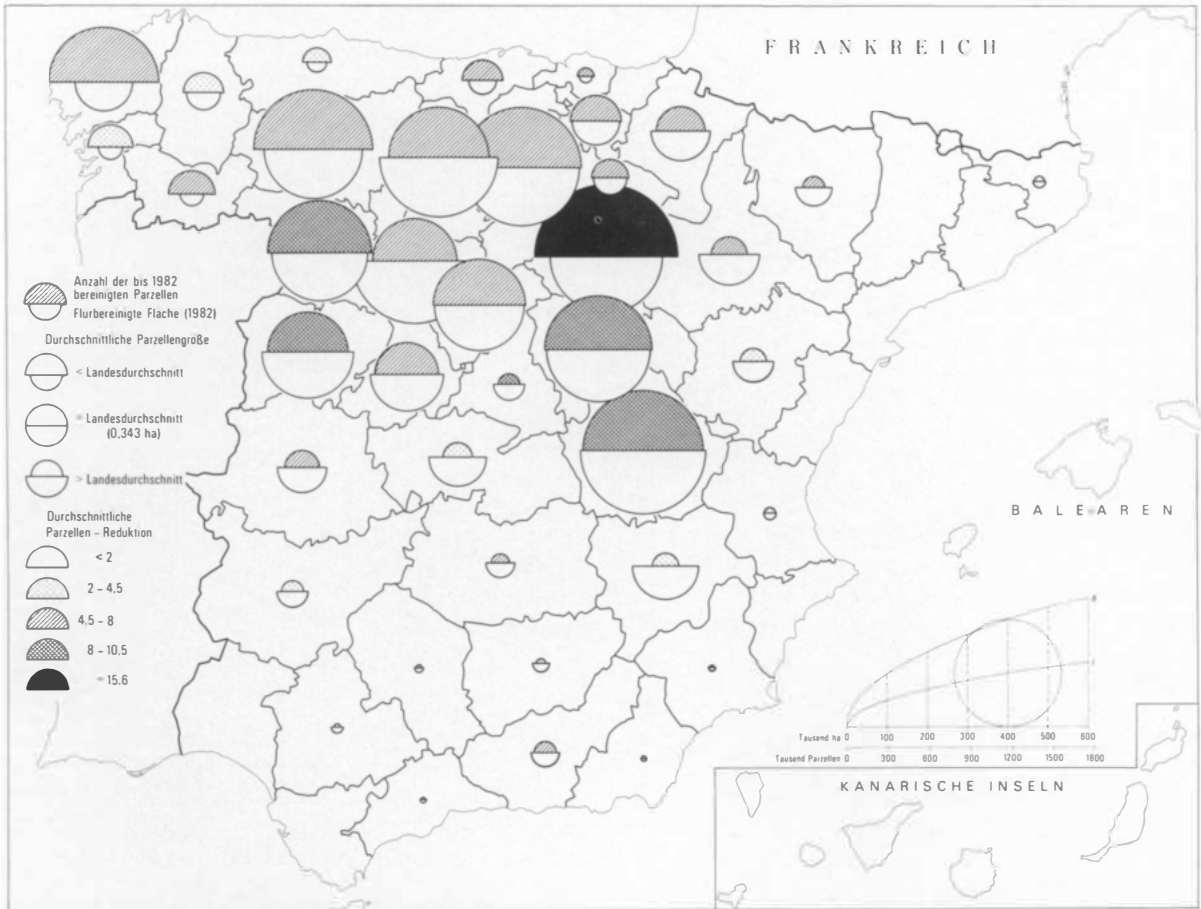 FRANKREICH
Anzahl der bis 1982
bereinigten Parzellen
Flurbereinigte Flache (1982)
Durchschnittliche Parzellengröße
< Landesdurchschnitt
= Landesdurchschnitt
(0,343 ha)
> Landesdurchschnitt
Durchschnittliche
Parzellen - Reduktion
< 2
2 - 4,5
4,5 - 8
8 - 10,5
15.6
BALEAREN
Tausend ha 0 100 200 300 400 500 600
Tausend Parzellen 0 300 600 900 1200 1500 1800
KANARISCHE INSELN